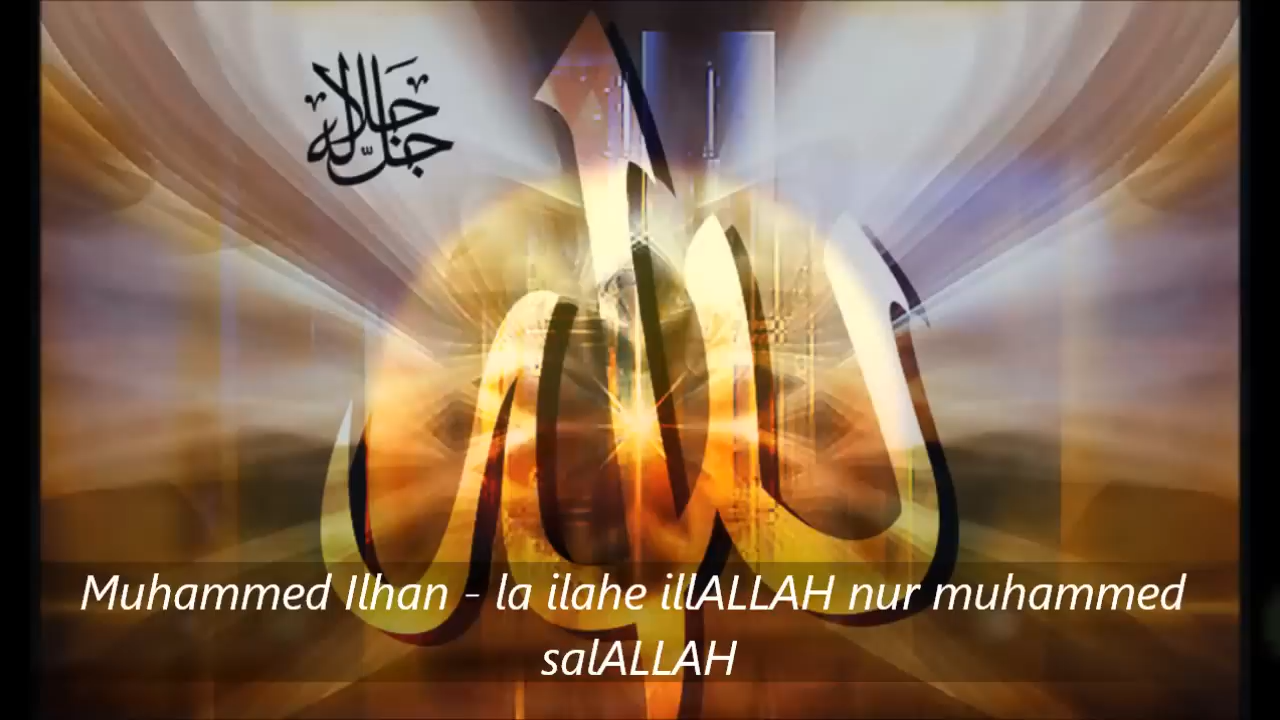 جل جلاله
الله
Muhammed Ilhan - la ilahe illALLAH nur muhammed
salALLAH